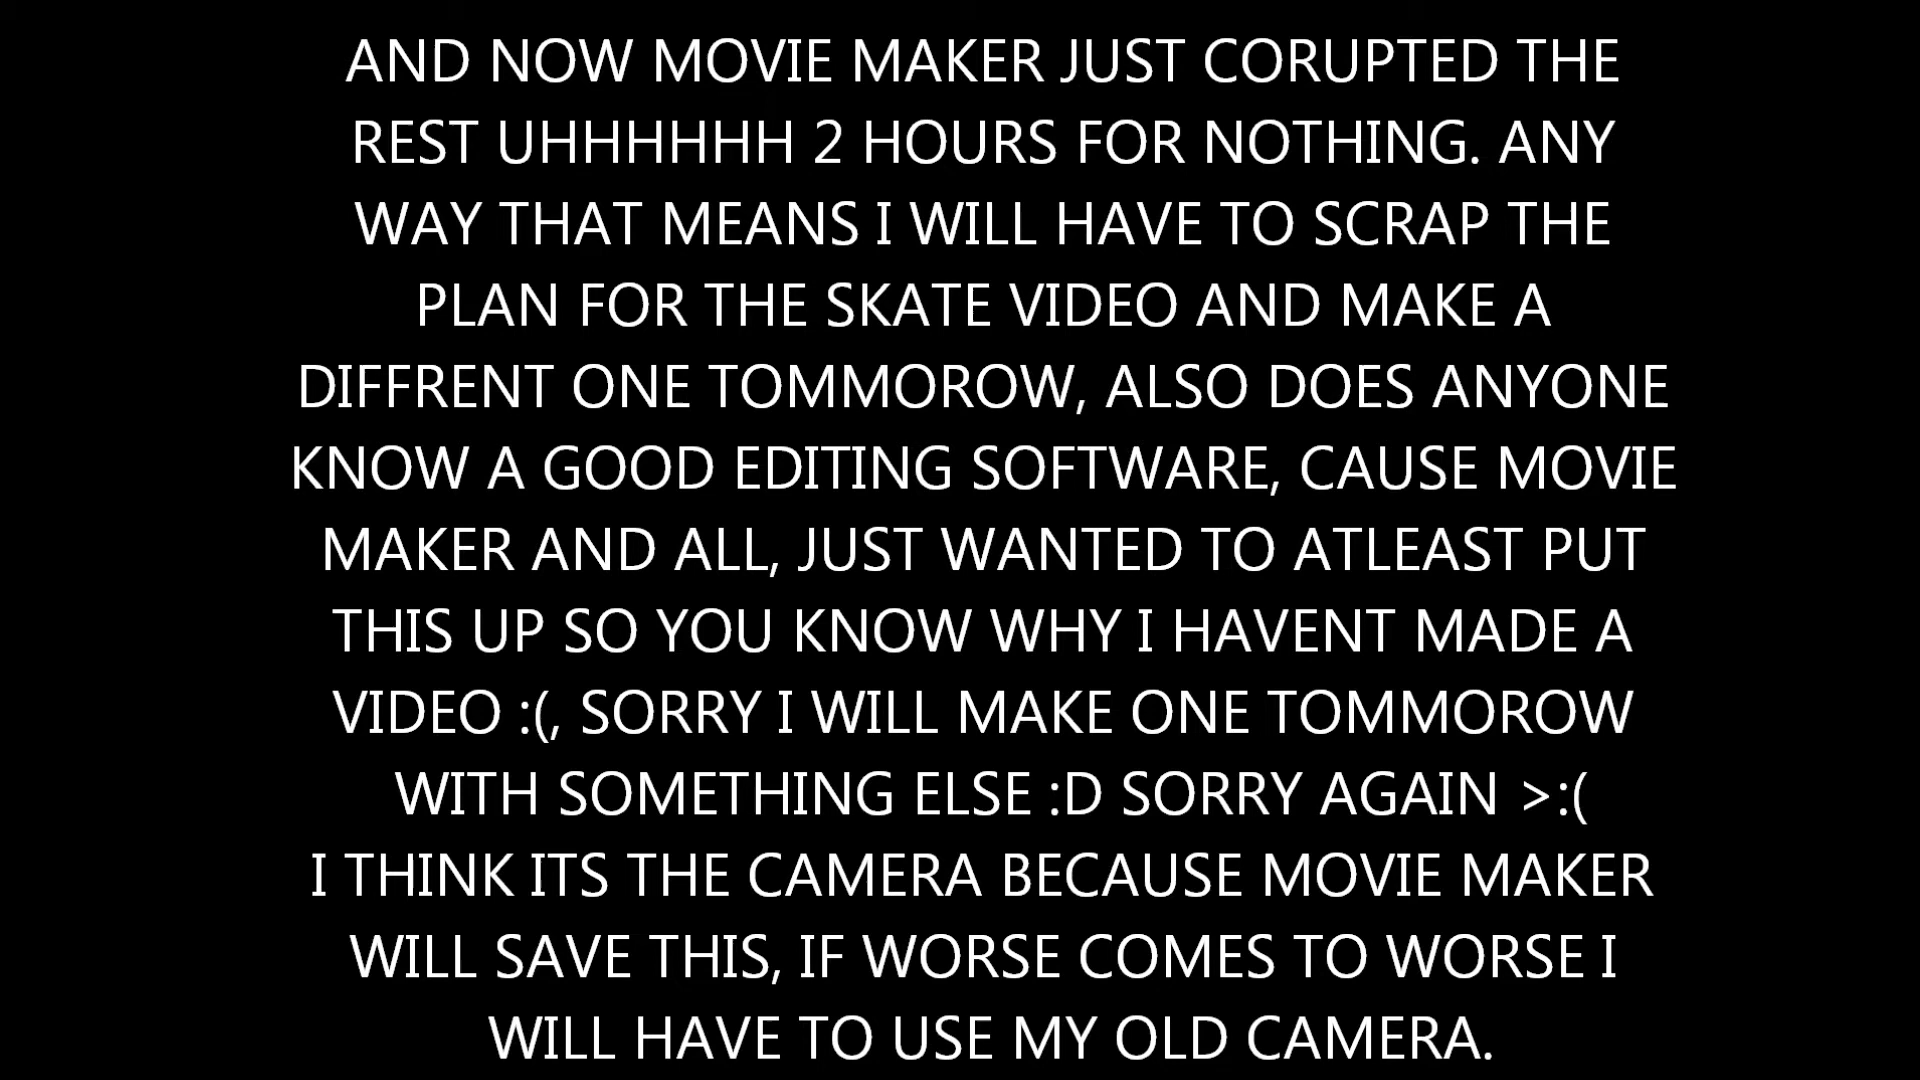 AND NOW MOVIE MAKER JUST CORUPTED THE
REST UHHHHHH 2 HOURS FOR NOTHING. ANY
WAY THAT MEANS I WILL HAVE TO SCRAP THE
PLAN FOR THE SKATE VIDEO AND MAKE A
DIFFRENT ONE TOMMOROW, ALSO DOES ANYONE
KNOW A GOOD EDITING SOFTWARE, CAUSE MOVIE
MAKER AND ALL, JUST WANTED TO ATLEAST PUT
THIS UP SO YOU KNOW WHY I HAVENT MADE A
VIDEO :(, SORRY I WILL MAKE ONE TOMMOROW
WITH SOMETHING ELSE :D SORRY AGAIN >:(
I THINK ITS THE CAMERA BECAUSE MOVIE MAKER
WILL SAVE THIS, IF WORSE COMES TO WORSE I
WILL HAVE TO USE MY OLD CAMERA.